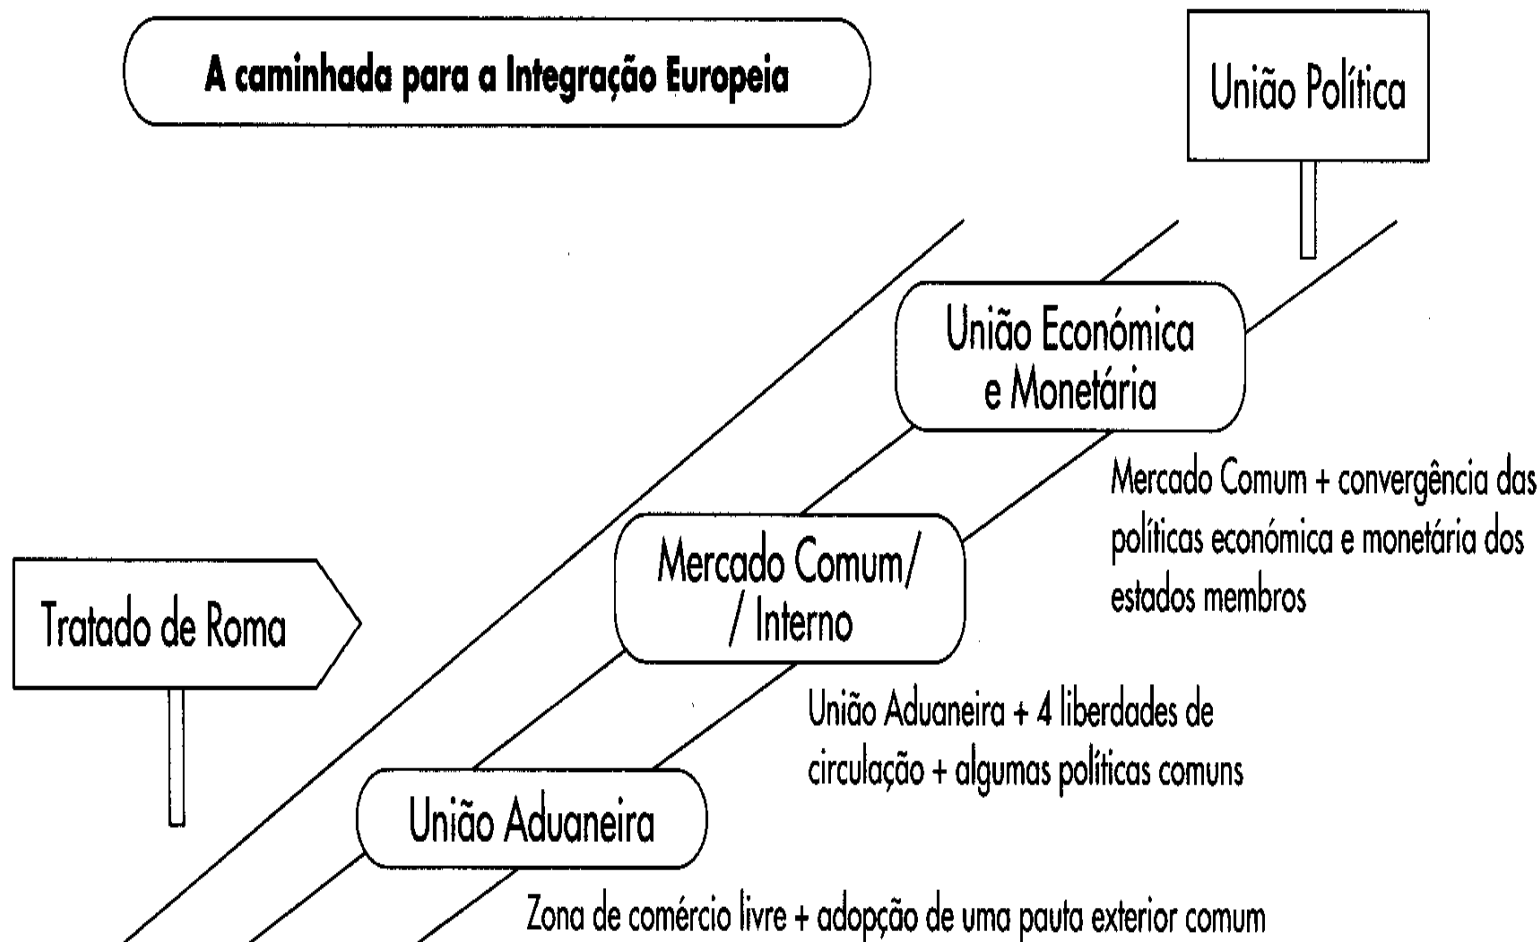 A caminhada para a Integração Europeia
União Política
União Económica
e Monetária
Mercado Comum + convergência das
políticas económica e monetária dos
estados membros
Mercado Comum/
/ Interno
Tratado de Roma
União Aduaneira + 4 liberdades de
circulação + algumas políticas comuns
União Aduaneira
Zona de comércio livre + adopção de uma pauta exterior comum